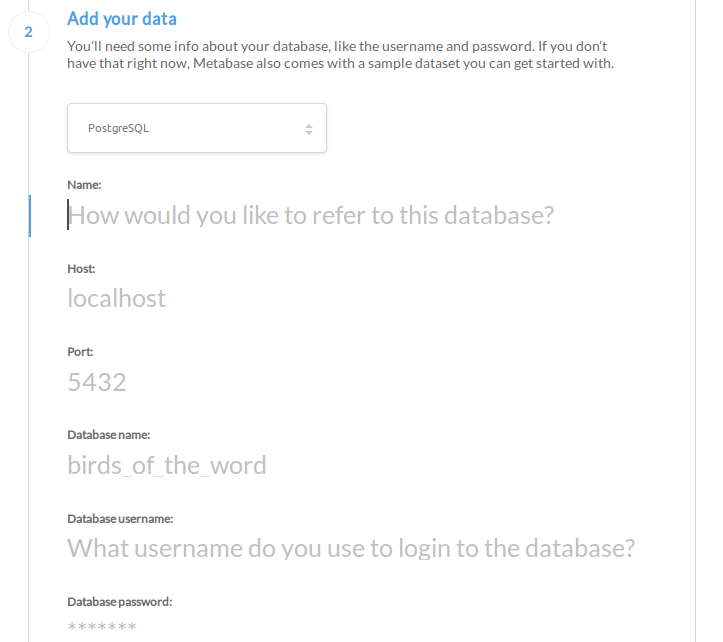 2
Add your data
You'll need some info about your database, like the username and password. If you don't
have that right now, Metabase also comes with a sample dataset you can get started with.
PostgreSQL
Name:
How would you like to refer to this database?
Host:
localhost
Port:
5432
Database name:
birds_of_the_word
Database username:
What username do you use to login to the database?
Database password:
*******